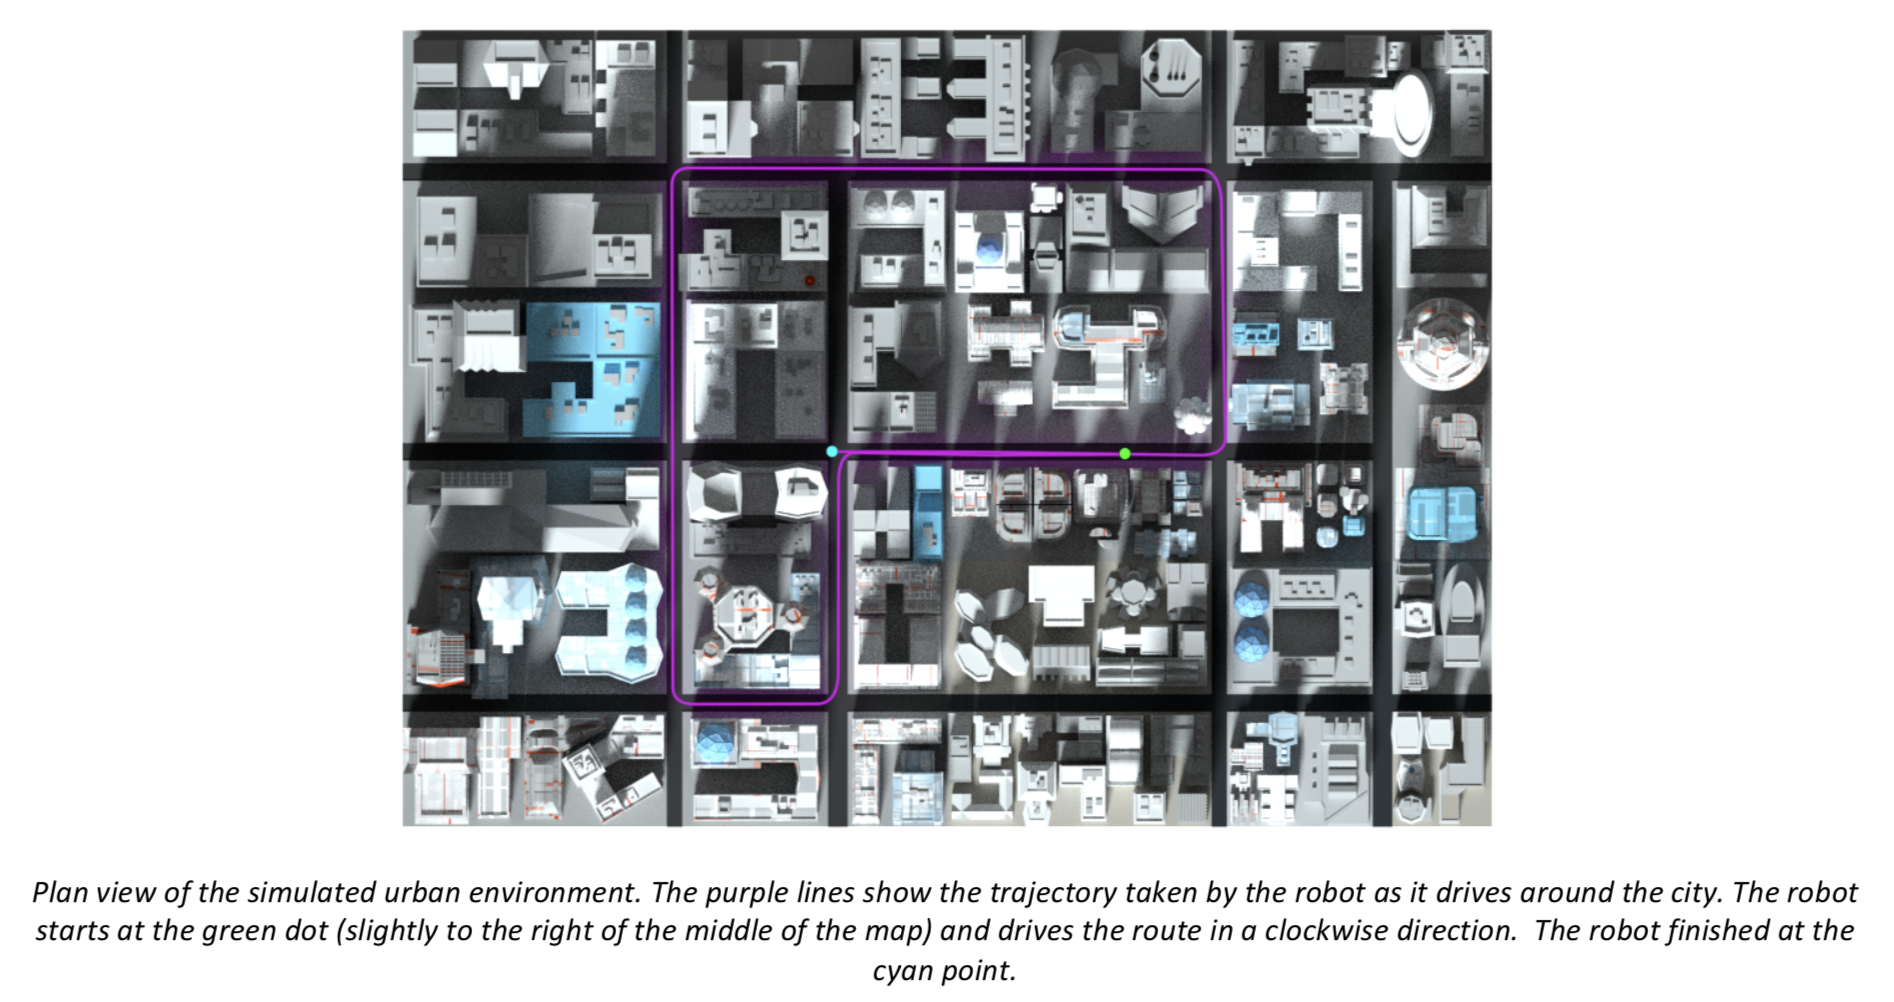 Plan view of the simulated urban environment. The purple lines show the trajectory taken by the robot as it drives around the city. The robot
starts at the green dot (slightly to the right of the middle of the map) and drives the route in a clockwise direction.  The robot finished at the
cyan point.